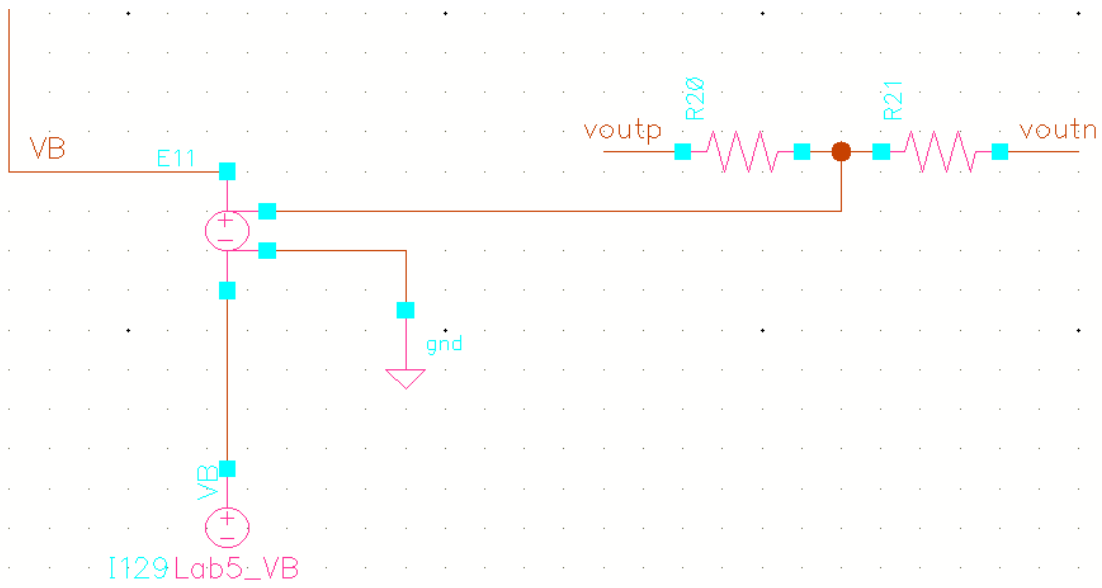 R20
R21
voutp
voutn
VB
E11
+
−
gnd
VB
+
−
I129 Lab5_VB